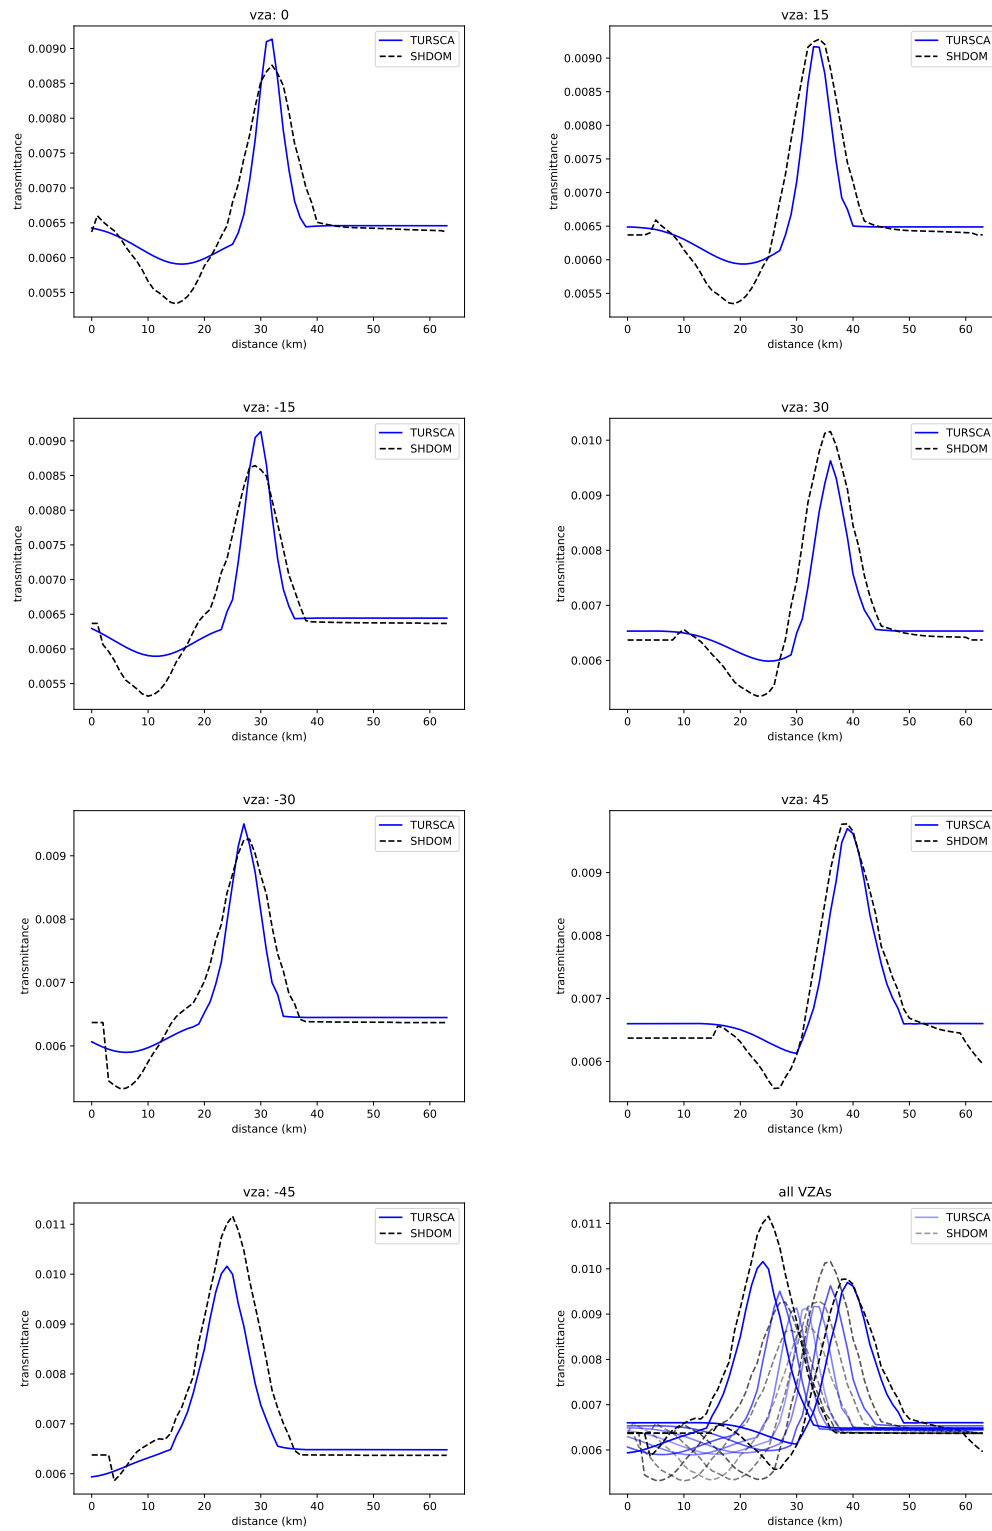 vza: 0
transmittance
0.0090
0.0085
0.0080
0.0075
0.0070
0.0065
0.0060
0.0055
TURSCA
SHDOM
0 10 20 30 40 50 60
distance (km)
vza: 15
transmittance
0.0090
0.0085
0.0080
0.0075
0.0070
0.0065
0.0060
0.0055
TURSCA
SHDOM
0 10 20 30 40 50 60
distance (km)
vza: -15
transmittance
0.0090
0.0085
0.0080
0.0075
0.0070
0.0065
0.0060
0.0055
TURSCA
SHDOM
0 10 20 30 40 50 60
distance (km)
vza: 30
transmittance
0.010
0.009
0.008
0.007
0.006
TURSCA
SHDOM
0 10 20 30 40 50 60
distance (km)
vza: -30
transmittance
0.009
0.008
0.007
0.006
TURSCA
SHDOM
0 10 20 30 40 50 60
distance (km)
vza: 45
transmittance
0.009
0.008
0.007
0.006
TURSCA
SHDOM
0 10 20 30 40 50 60
distance (km)
vza: -45
transmittance
0.011
0.010
0.009
0.008
0.007
0.006
TURSCA
SHDOM
0 10 20 30 40 50 60
distance (km)
all VZAs
transmittance
0.011
0.010
0.009
0.008
0.007
0.006
TURSCA
SHDOM
0 10 20 30 40 50 60
distance (km)